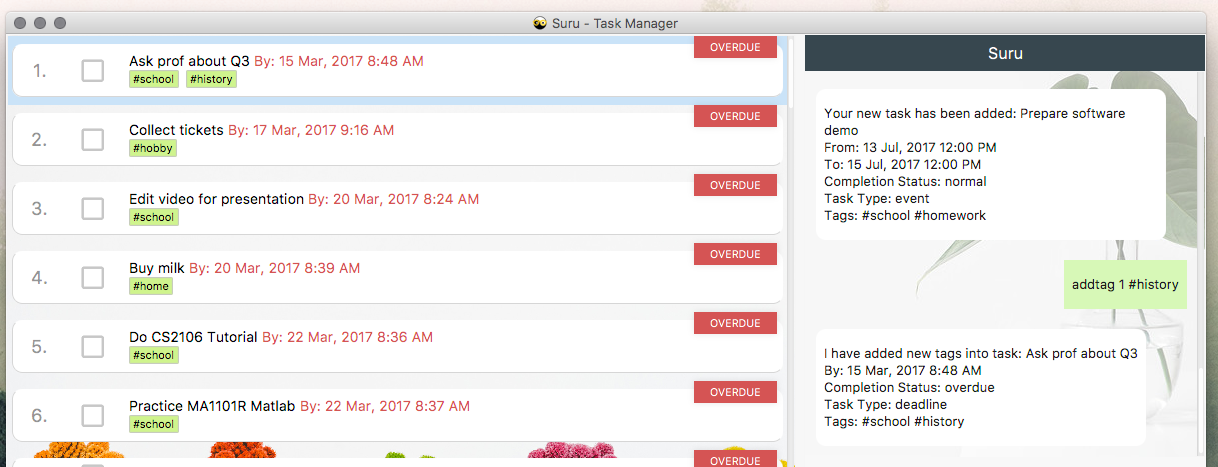 Suru - Task Manager
1.
Ask prof about Q3 By: 15 Mar, 2017 8:48 AM
#school #history
OVERDUE
2.
Collect tickets By: 17 Mar, 2017 9:16 AM
#hobby
OVERDUE
3.
Edit video for presentation By: 20 Mar, 2017 8:24 AM
#school
OVERDUE
4.
Buy milk By: 20 Mar, 2017 8:39 AM
#home
OVERDUE
5.
Do CS2106 Tutorial By: 22 Mar, 2017 8:36 AM
#school
OVERDUE
6.
Practice MA1101R Matlab By: 22 Mar, 2017 8:37 AM
#school
OVERDUE
OVERDUE
Suru
Your new task has been added: Prepare software
demo
From: 13 Jul, 2017 12:00 PM
To: 15 Jul, 2017 12:00 PM
Completion Status: normal
Task Type: event
Tags: #school #homework
addtag 1 #history
I have added new tags into task: Ask prof about Q3
By: 15 Mar, 2017 8:48 AM
Completion Status: overdue
Task Type: deadline
Tags: #school #history